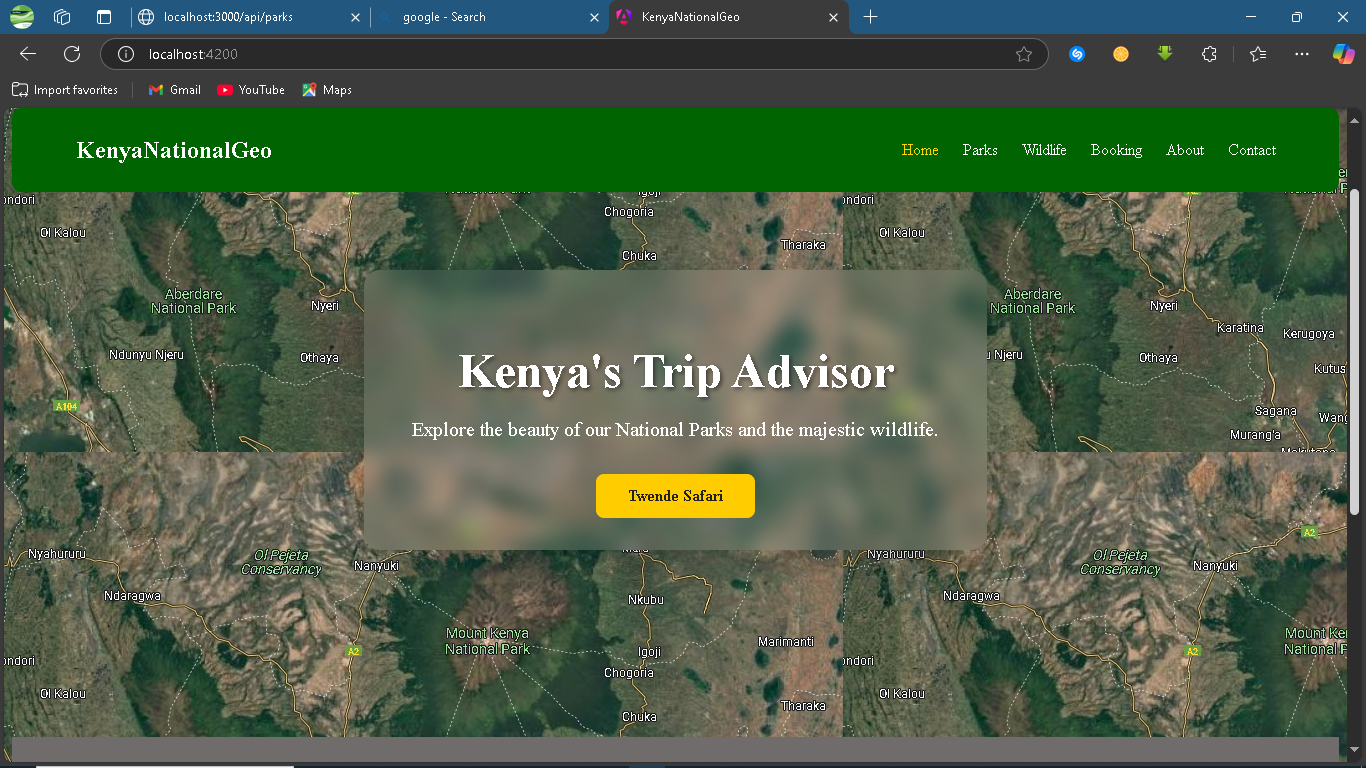 localhost:3000/api/parks
google - Search
KenyaNationalGeo
localhost:4200
Import favorites
Gmail
YouTube
Maps
KenyaNationalGeo
Home
Parks
Wildlife
Booking
About
Contact
ondori
Igoji
ondori
Ol Kalou
Chogoria
Chuka
Tharaka
Ol Kalou
Tharaka
Aberdare
National Park
Nyeri
Aberdare
National Park
Nyeri
Karatina
Kerugoya
Ndunyu Njeru
Othaya
u Njeru
Othaya
Kutus
A104
Sagana
Wang
Murang'a
Makutano
Kenya's Trip Advisor
Explore the beauty of our National Parks and the majestic wildlife.
Twende Safari
Nyahururu
Ol Pejeta
Conservancy
Nanyuki
Ndaragwa
Nkubu
Mount Kenya
National Park
Marimanti
A2
Igoji
ondori
Chogoria
Ol Kalou
Tharaka
Chuka
A2
Nyahururu
Ol Pejeta
Conservancy
Nanyuki
Ndaragwa
Mount Ken
National P
A2
ondori
Ol Kalou